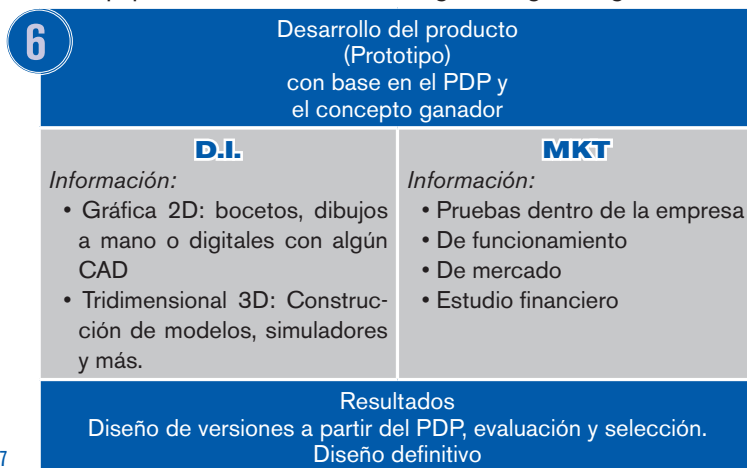 6
Desarrollo del producto
(Prototipo)
con base en el PDP y
el concepto ganador
D.I.
Información:
• Gráfica 2D: bocetos, dibujos
a mano o digitales con algún
CAD
• Tridimensional 3D: Construc-
ción de modelos, simuladores
y más.
MKT
Información:
• Pruebas dentro de la empresa
• De funcionamiento
• De mercado
• Estudio financiero
Resultados
Diseño de versiones a partir del PDP, evaluación y selección.
Diseño definitivo
7